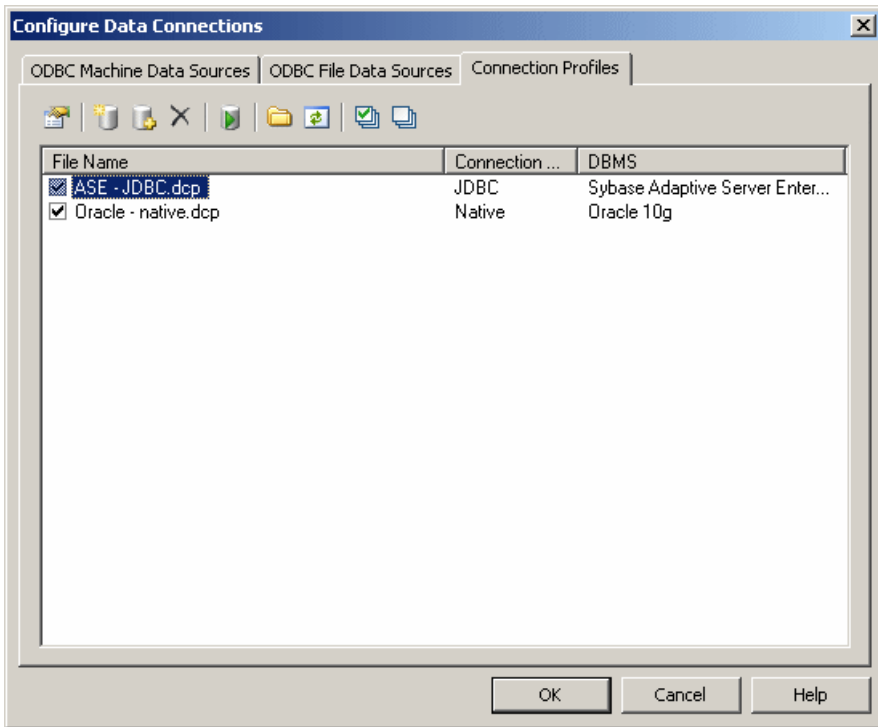 Configure Data Connections
ODBC Machine Data Sources ODBC File Data Sources Connection Profiles
File Name Connection ... DBMS
ASE - JDBC.dcp JDBC Sybase Adaptive Server Enter...
Oracle - native.dcp Native Oracle 10g
OK Cancel Help